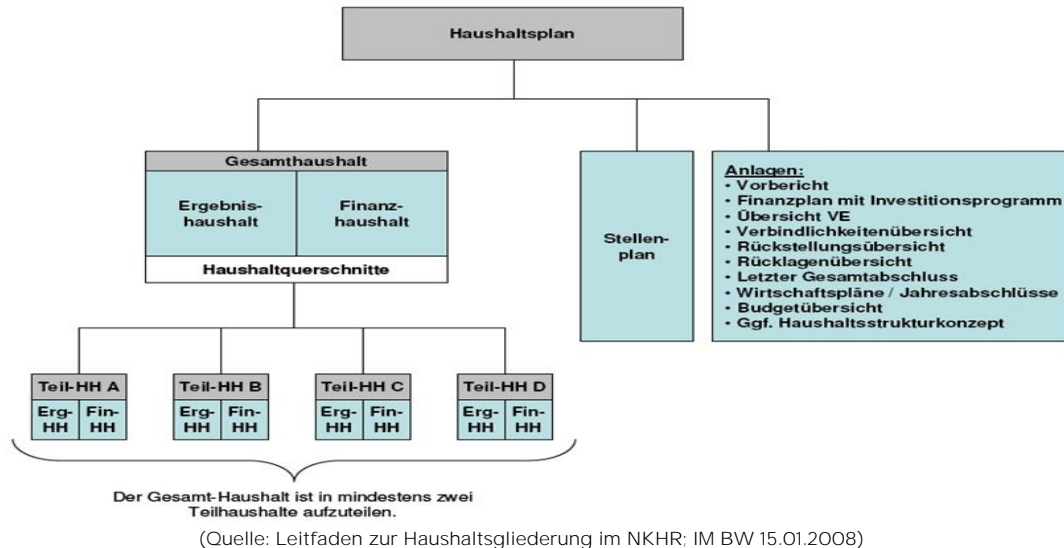 Haushaltsplan
Gesamthaushalt
Ergebnis-
haushalt
Finanz-
haushalt
Haushaltquerschnitte
Stellen-
plan
Anlagen:
• Vorbericht
• Finanzplan mit Investitionsprogramm
• Übersicht VE
• Verbindlichkeitenübersicht
• Rückstellungsübersicht
• Rücklagenübersicht
• Letzter Gesamtabschluss
• Wirtschaftspläne / Jahresabschlüsse
• Budgetübersicht
• Ggf. Haushaltsstrukturkonzept
Teil-HH A
Erg-
HH
Fin-
HH
Teil-HH B
Erg-
HH
Fin-
HH
Teil-HH C
Erg-
HH
Fin-
HH
Teil-HH D
Erg-
HH
Fin-
HH
Der Gesamt-Haushalt ist in mindestens zwei
Teilhaushalte aufzuteilen.
(Quelle: Leitfaden zur Haushaltsgliederung im NKHR; IM BW 15.01.2008)